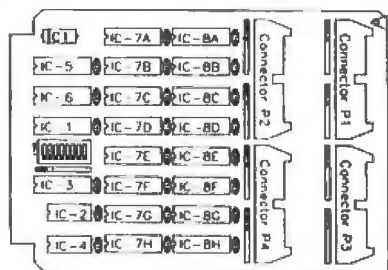 IC1 IC-7A IC-8A
IC-5 IC-7B IC-8B
IC-6 IC-7C IC-8C
IC 1 IC-7D IC-8D
IC-7E IC-8E
IC-3 IC-7F IC 8F
IC-2 IC-7G IC-8G
IC-4 IC 7H IC-8H
Connector P2
Connector P1
Connector P4
Connector P3